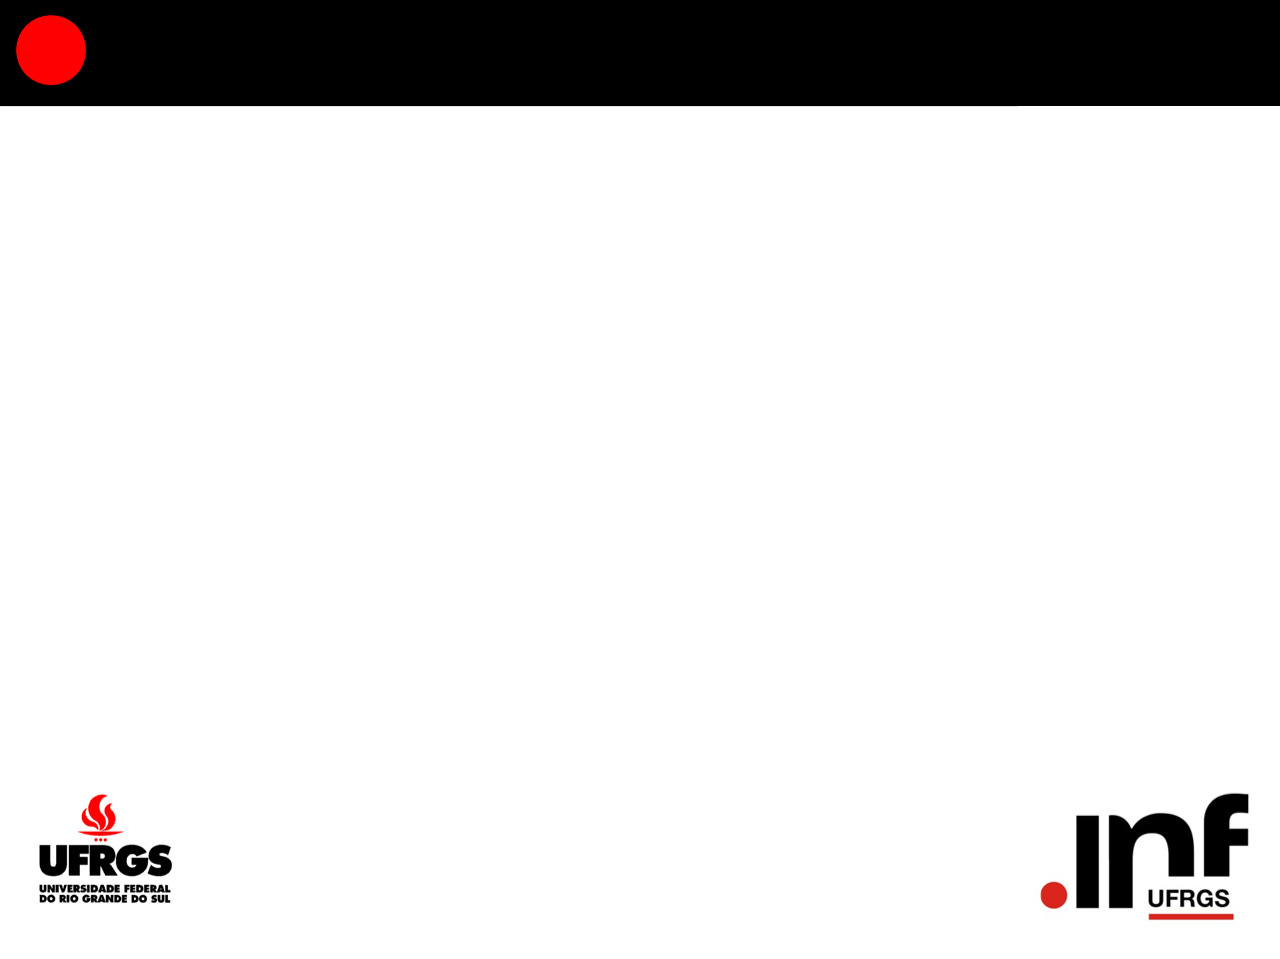 UFRGS
UNIVERSIDADE FEDERAL
DO RIO GRANDE DO SUL
.inf
UFRGS